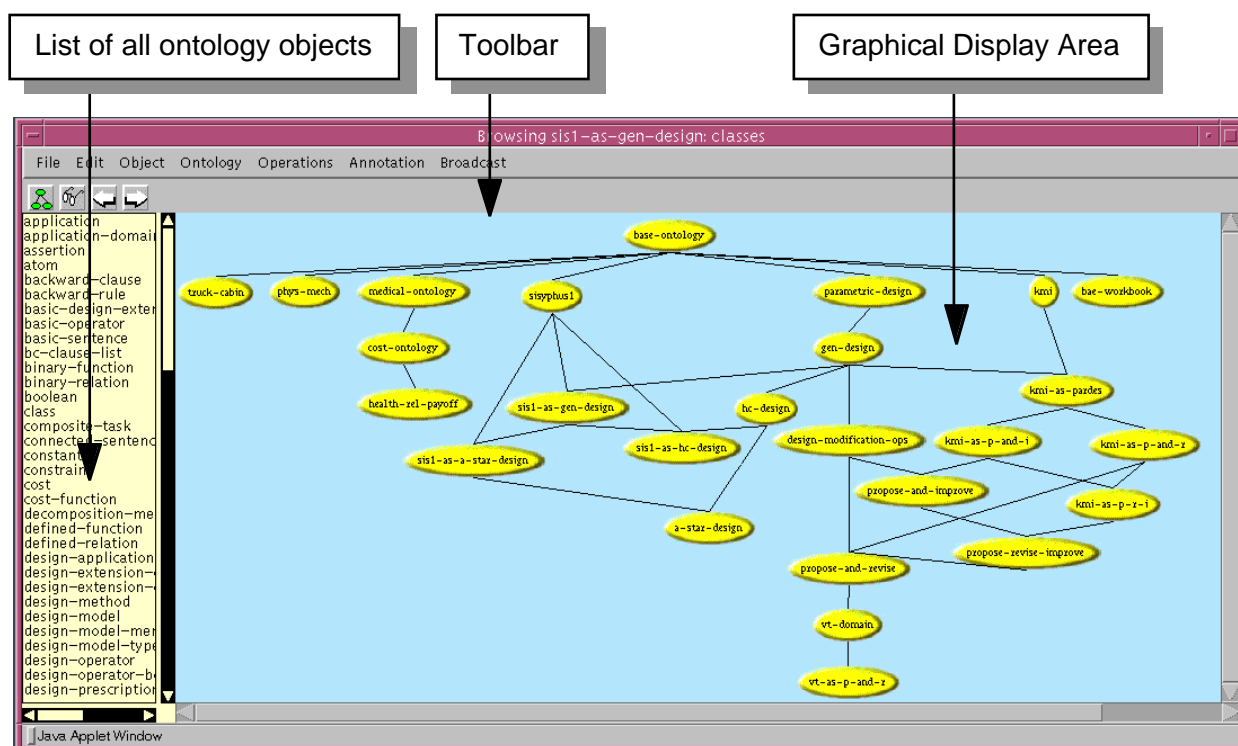 List of all ontology objects
Toolbar
Graphical Display Area
Browsing sis1-as-gen-design: classes
File Edit Object Ontology Operations Annotation Broadcast
application
application-domai
assertion
atom
backward-clause
backward-rule
basic-design-exter
basic-operator
basic-sentence
bc-clause-list
binary-function
binary-relation
boolean
class
composite-task
connected-sentenc
constant
constrain
cost
cost-function
decomposition-me
defined-function
defined-relation
design-application
design-extension-
design-extension-
design-method
design-model
design-model-mer
design-model-type
design-operator
design-operator-b
design-prescription
base-ontology
truck-cabin
phys-mech
medical-ontology
sisyphus1
parametric-design
kmi
bae-workbook
cost-ontology
gen-design
health-rel-payoff
sis1-as-gen-design
hc-design
kmi-as-pardes
sis1-as-a-star-design
sis1-as-hc-design
design-modification-ops
kmi-as-p-and-i
kmi-as-p-and-r
propose-and-improve
kmi-as-p-r-i
a-star-design
propose-revise-improve
propose-and-revise
vt-domain
vt-as-p-and-r
Java Applet Window